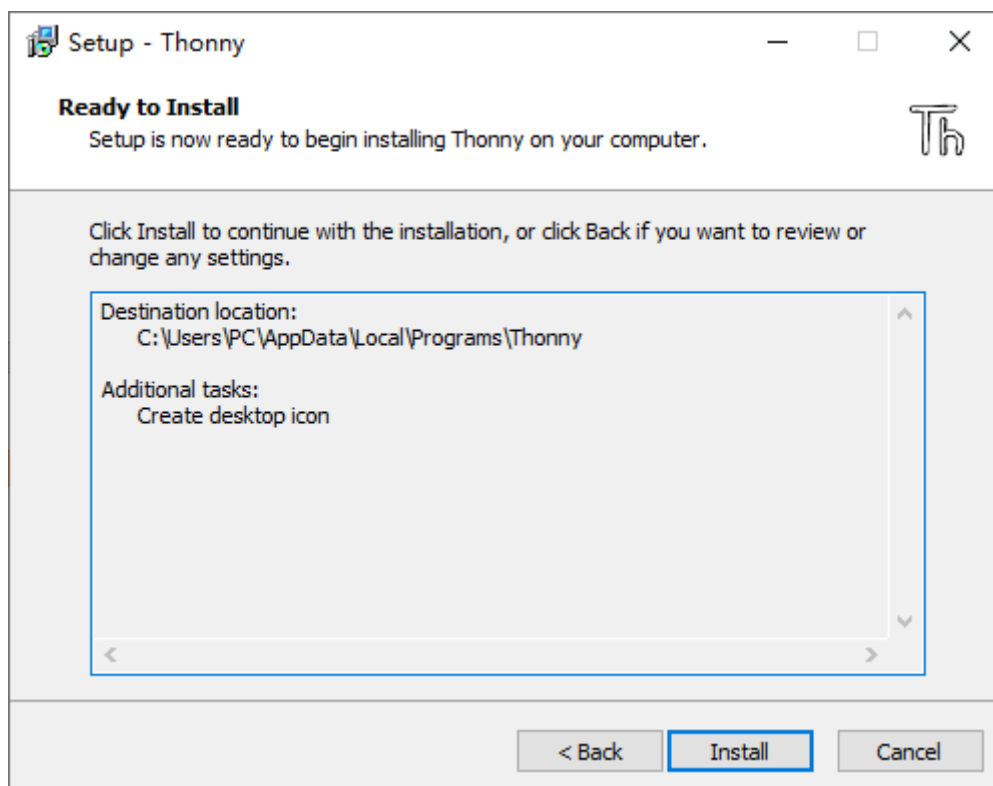 Setup - Thonny
Ready to Install
Setup is now ready to begin installing Thonny on your computer.
Th
Click Install to continue with the installation, or click Back if you want to review or
change any settings.
Destination location:
C:\Users\PC\AppData\Local\Programs\Thonny
Additional tasks:
Create desktop icon
< Back
Install
Cancel